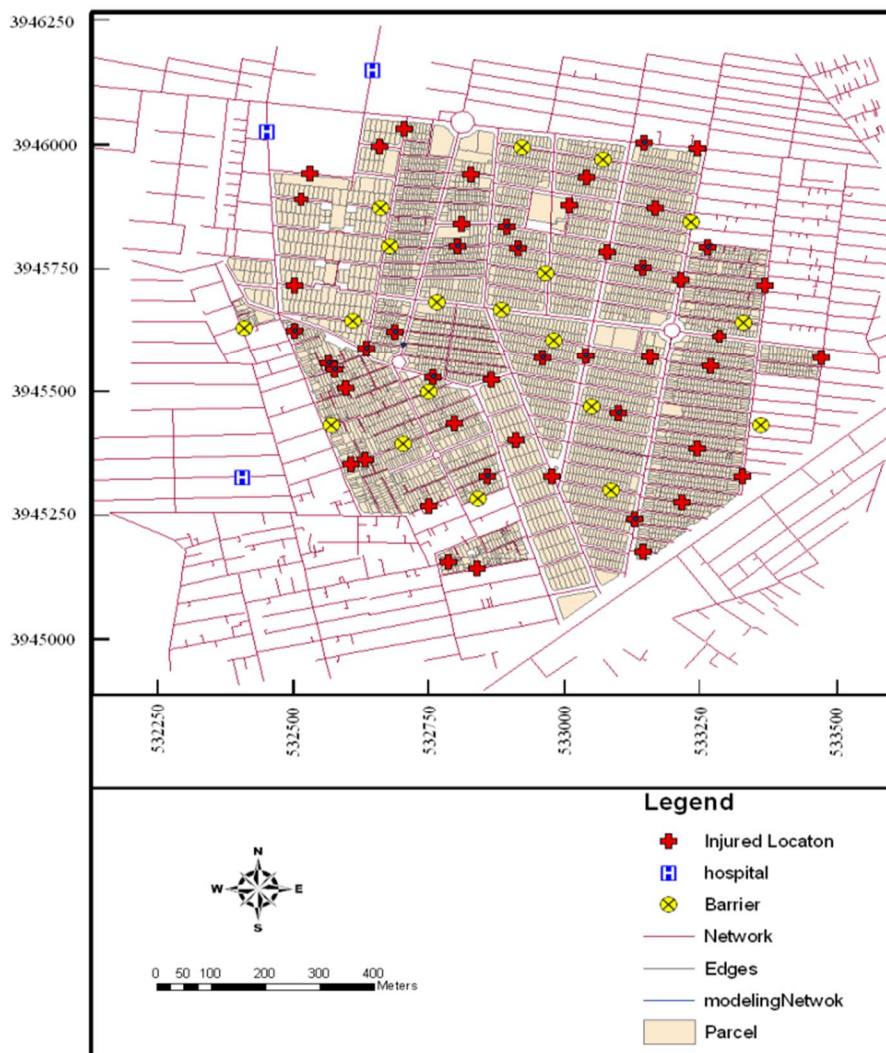 3946250
3946000
3945750
3945500
3945250
3945000
532250
532500
532750
533000
533250
533500
H
H
H
N
W E
S
0 50 100 200 300 400
Meters
Legend
Injured Locaton
H hospital
Barrier
Network
Edges
modelingNetwok
Parcel